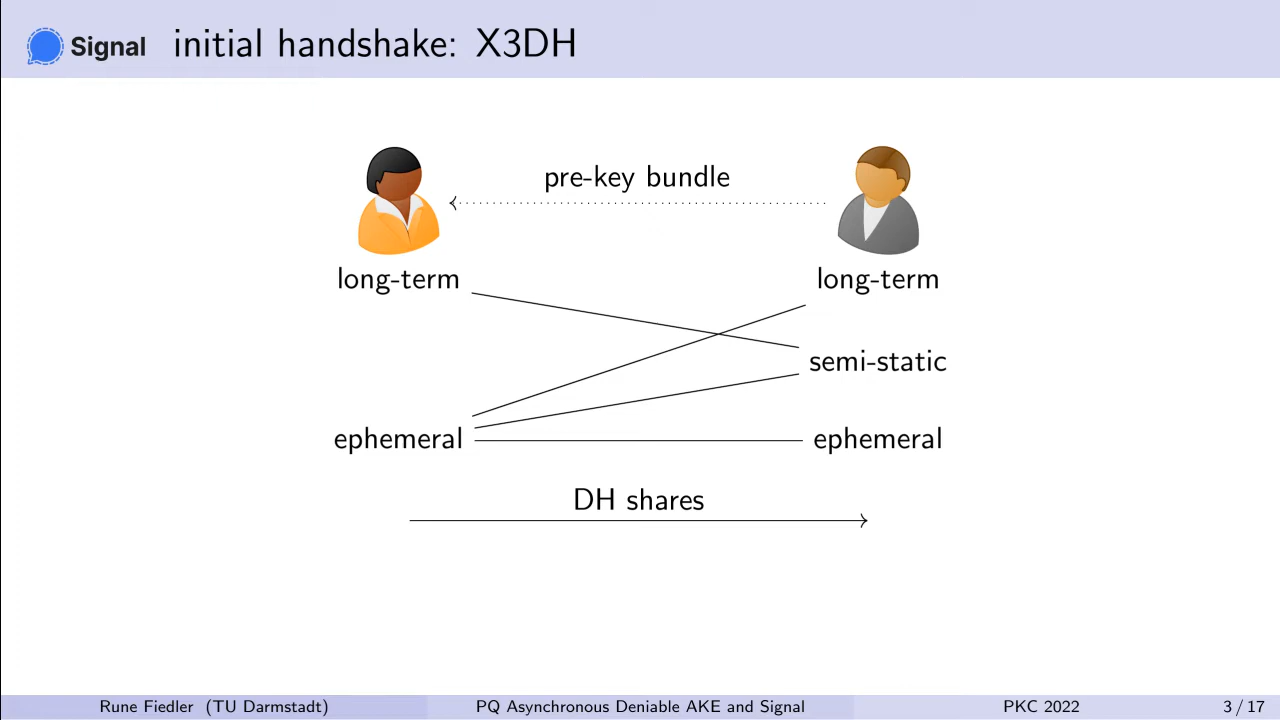 Signal initial handshake: X3DH
pre-key bundle
long-term long-term
semi-static
ephemeral ephemeral
DH shares
Rune Fiedler (TU Darmstadt) PQ Asynchronous Deniable AKE and Signal PKC 2022 3 / 17